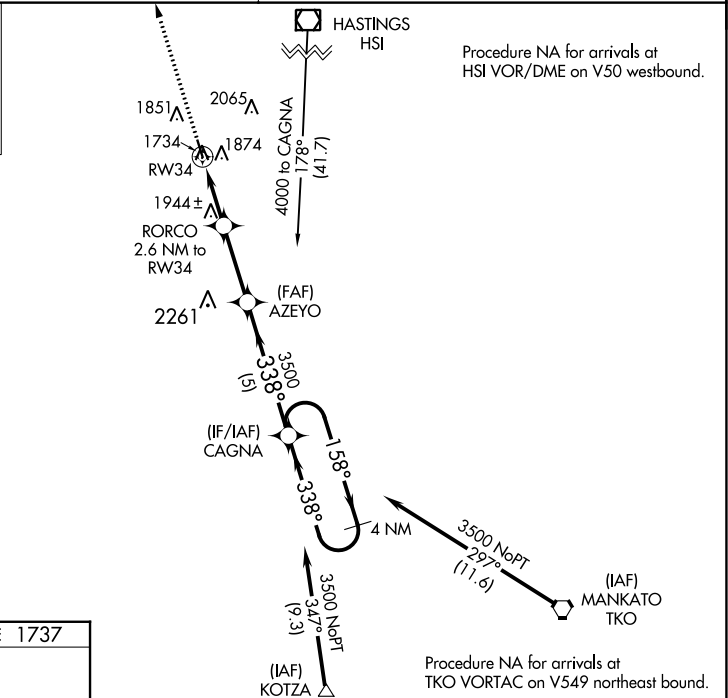 HASTINGS
HSI
Procedure NA for arrivals at
HSI VOR/DME on V50 westbound.
4000 to CAGNA
178°
(41.7)
1851
2065
1734
1874
RW34
1944±
RORCO
2.6 NM to
RW34
(FAF)
AZEYO
2261
3500
338°
(5)
(IF/IAF)
CAGNA
158°
338°
4 NM
3500 NoPT
297°
(11.6)
(IAF)
MANKATO
TKO
3500 NoPT
347°
(9.3)
(IAF)
KOTZA
Procedure NA for arrivals at
TKO VORTAC on V549 northeast bound.
1737